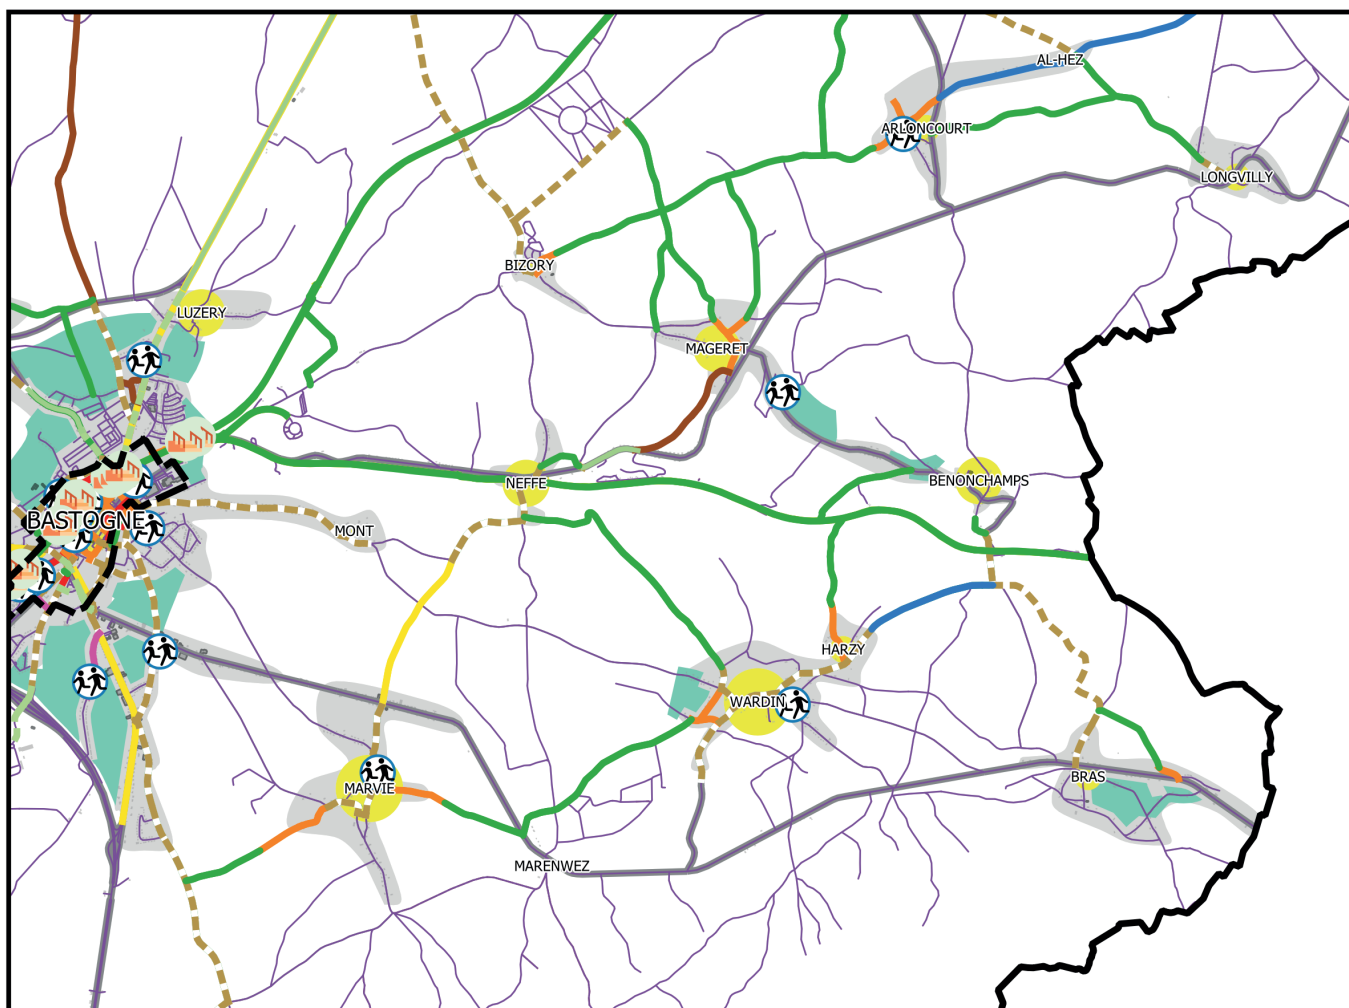 AL-HEZ
ARLONCOURT
LONGVILLY
BIZORY
LUZERY
MAGERET
NEFFE
BENONCHAMPS
BASTOGNE
MONT
HARZY
WARDIN
BRAS
MARVIE
MARENWEZ